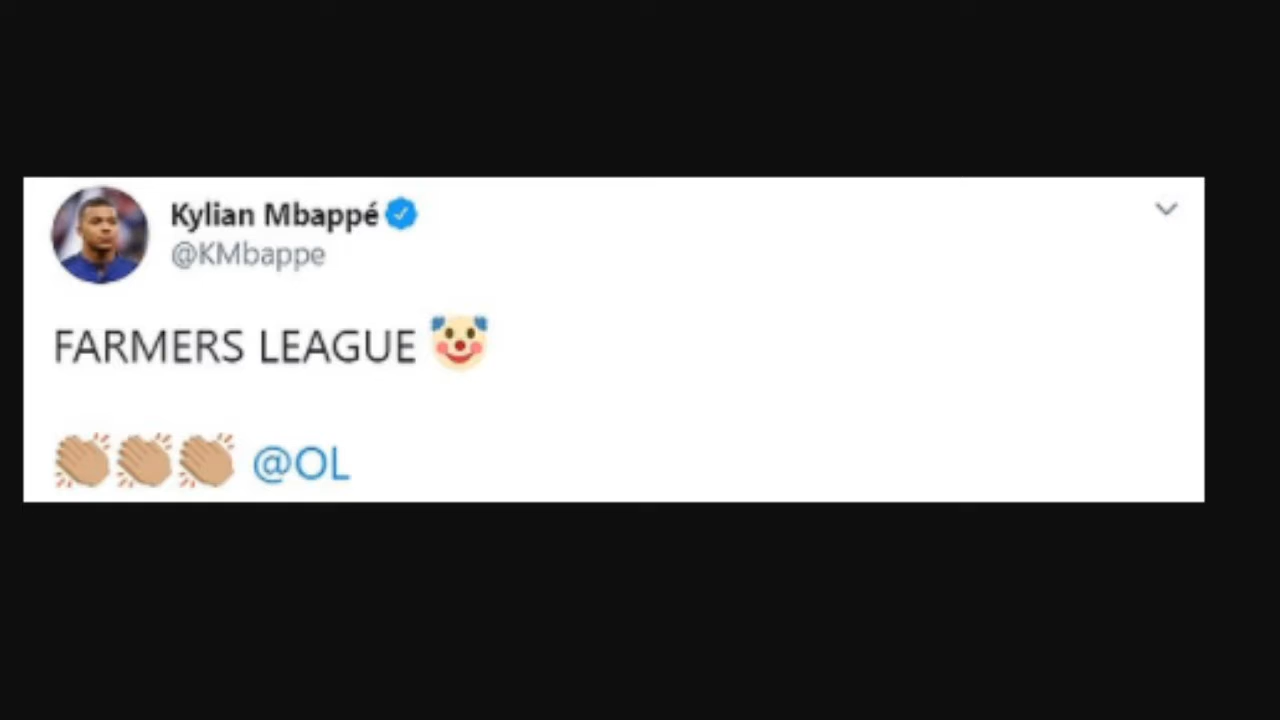 Kylian Mbappé
@KMbappe
FARMERS LEAGUE 🤡
👏🏼👏🏼👏🏼 @OL